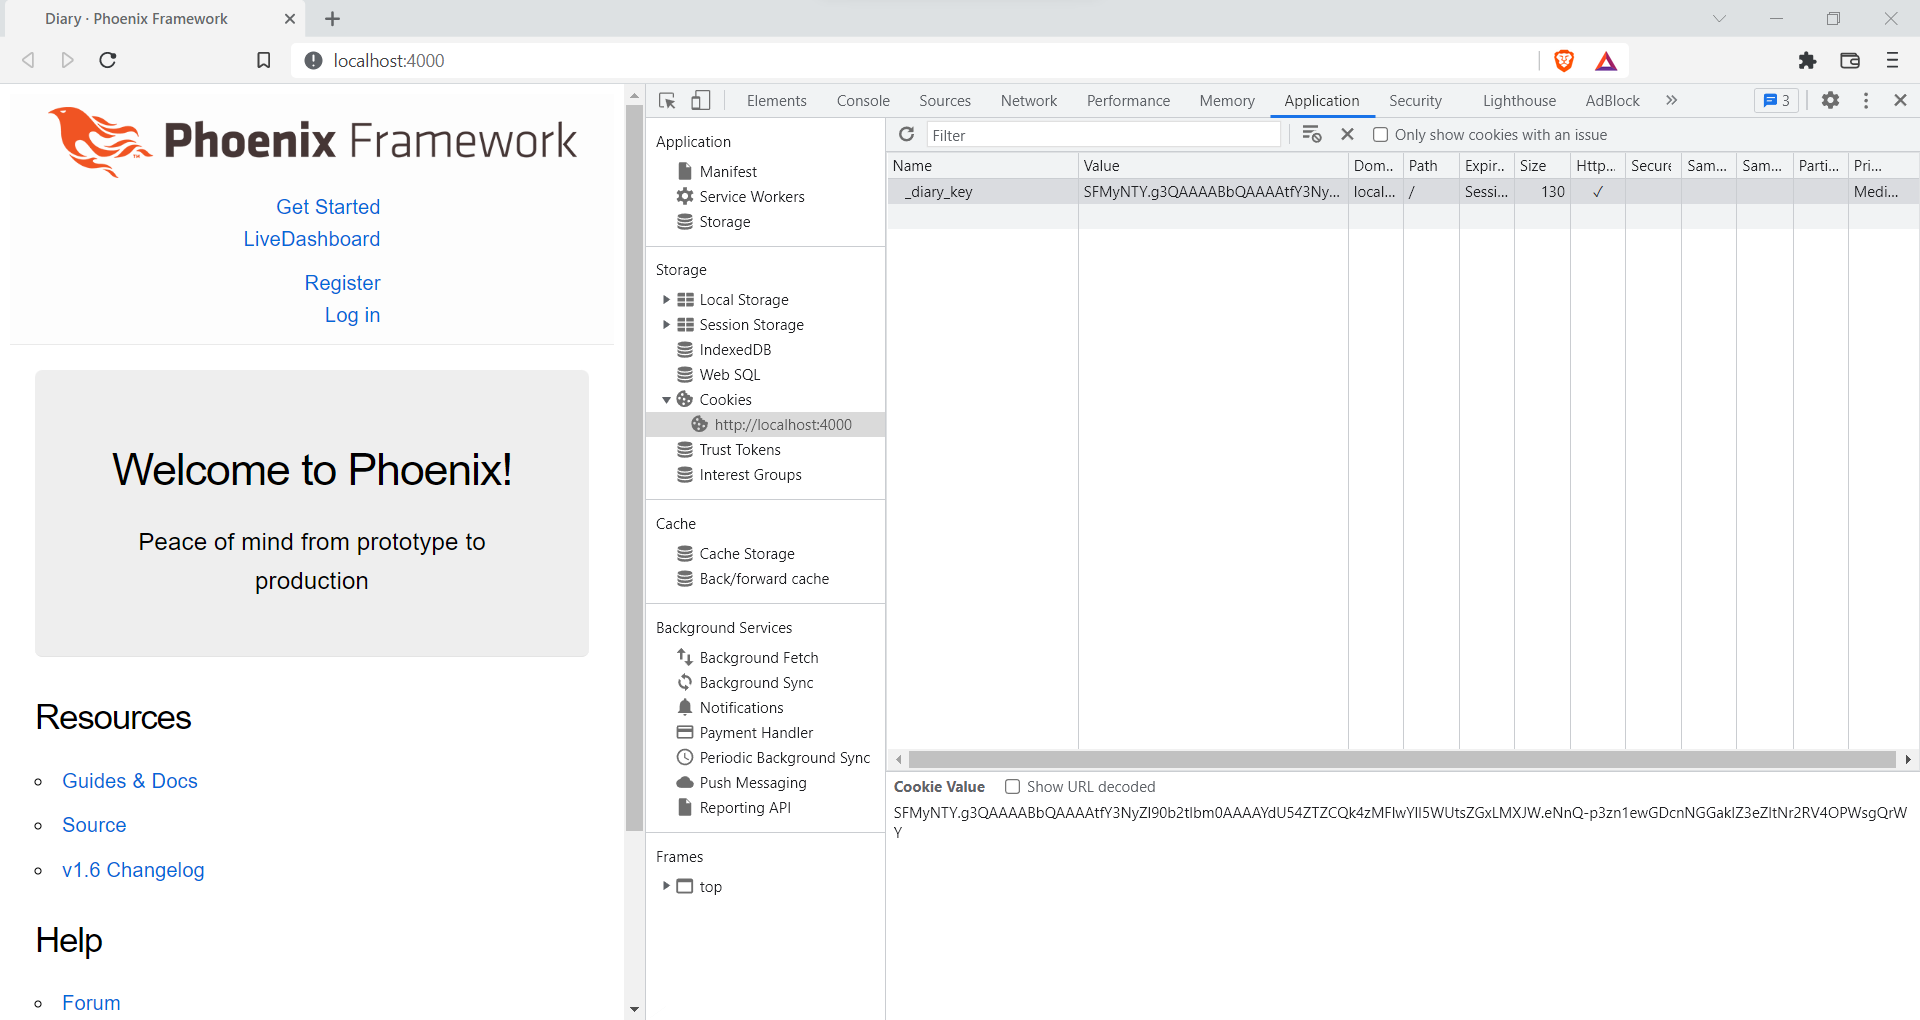 Diary · Phoenix Framework
localhost:4000
Phoenix Framework
Get Started
LiveDashboard
Register
Log in
Welcome to Phoenix!
Peace of mind from prototype to
production
Resources
Guides & Docs
Source
v1.6 Changelog
Help
Forum
Elements Console Sources Network Performance Memory Application Security Lighthouse AdBlock 3
Application
Manifest
Service Workers
Storage
Storage
Local Storage
Session Storage
IndexedDB
Web SQL
Cookies
http://localhost:4000
Trust Tokens
Interest Groups
Cache
Cache Storage
Back/forward cache
Background Services
Background Fetch
Background Sync
Notifications
Payment Handler
Periodic Background Sync
Push Messaging
Reporting API
Frames
top
Filter Only show cookies with an issue
Name Value Dom... Path Expir.. Size Http... Secure Sam... Sam... Parti... Pri...
_diary_key SFMyNTY.g3QAAAABbQAAAAtfY3Ny... local... / Sessi... 130 ✓ Medi...
Cookie Value Show URL decoded